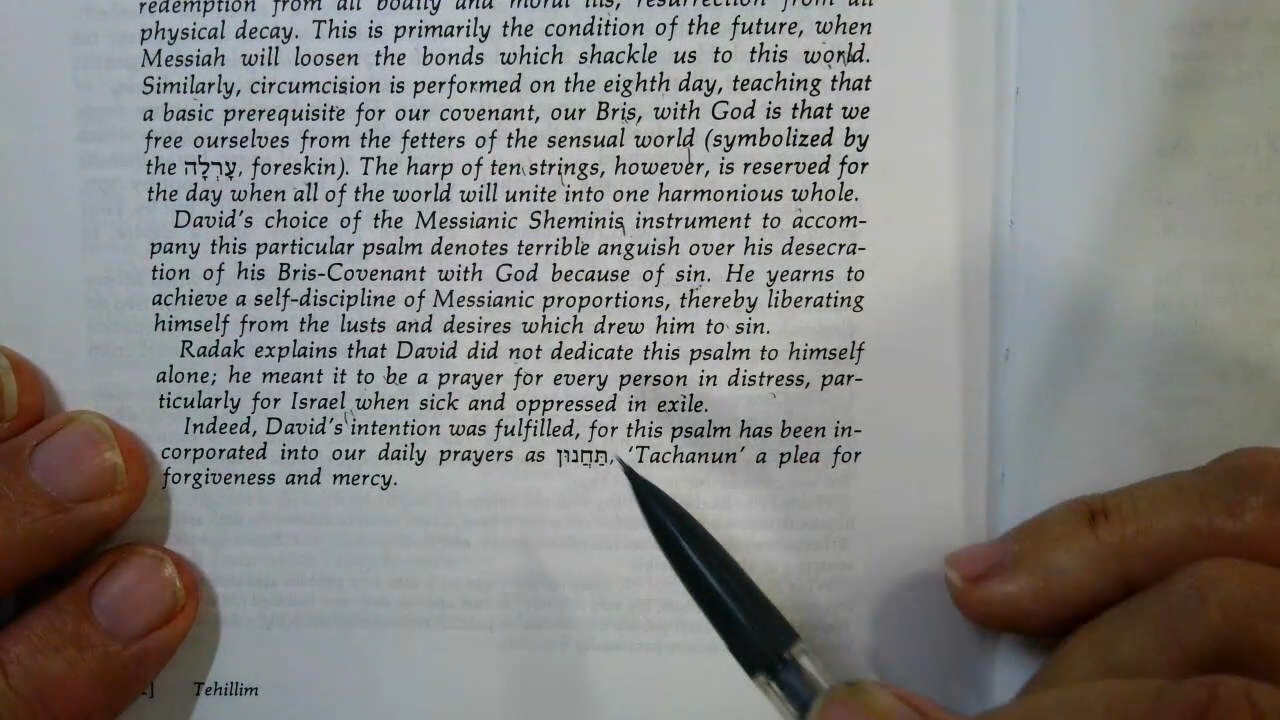 redemption from all bodily and moral ills, resurrection from all
physical decay. This is primarily the condition of the future, when
Messiah will loosen the bonds which shackle us to this world.
Similarly, circumcision is performed on the eighth day, teaching that
a basic prerequisite for our covenant, our Bris, with God is that we
free ourselves from the fetters of the sensual world (symbolized by
the עָרְלָה, foreskin). The harp of ten strings, however, is reserved for
the day when all of the world will unite into one harmonious whole.
David's choice of the Messianic Sheminis instrument to accom-
pany this particular psalm denotes terrible anguish over his desecra-
tion of his Bris-Covenant with God because of sin. He yearns to
achieve a self-discipline of Messianic proportions, thereby liberating
himself from the lusts and desires which drew him to sin.
Radak explains that David did not dedicate this psalm to himself
alone; he meant it to be a prayer for every person in distress, par-
ticularly for Israel when sick and oppressed in exile.
Indeed, David's intention was fulfilled, for this psalm has been in-
corporated into our daily prayers as תַּחֲנוּן, 'Tachanun' a plea for
forgiveness and mercy.
] Tehillim